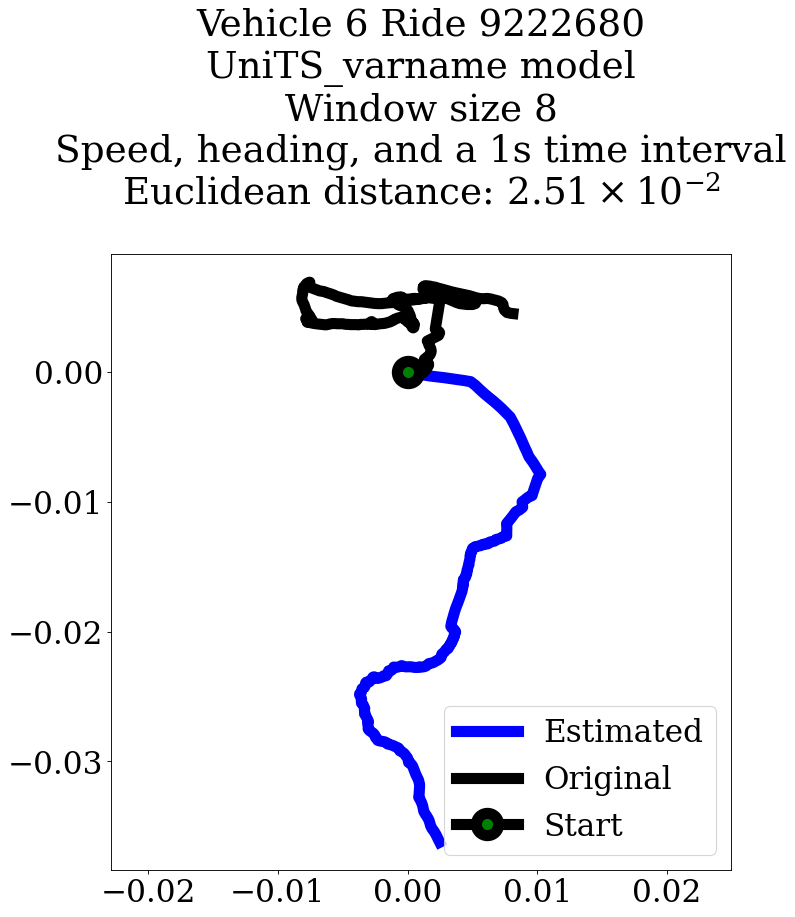 Vehicle 6 Ride 9222680
UniTS_varname model
Window size 8
Speed, heading, and a 1s time interval
Euclidean distance: 2.51 × 10⁻²
0.00
−0.01
−0.02
−0.03
Estimated
Original
Start
−0.02 −0.01 0.00 0.01 0.02